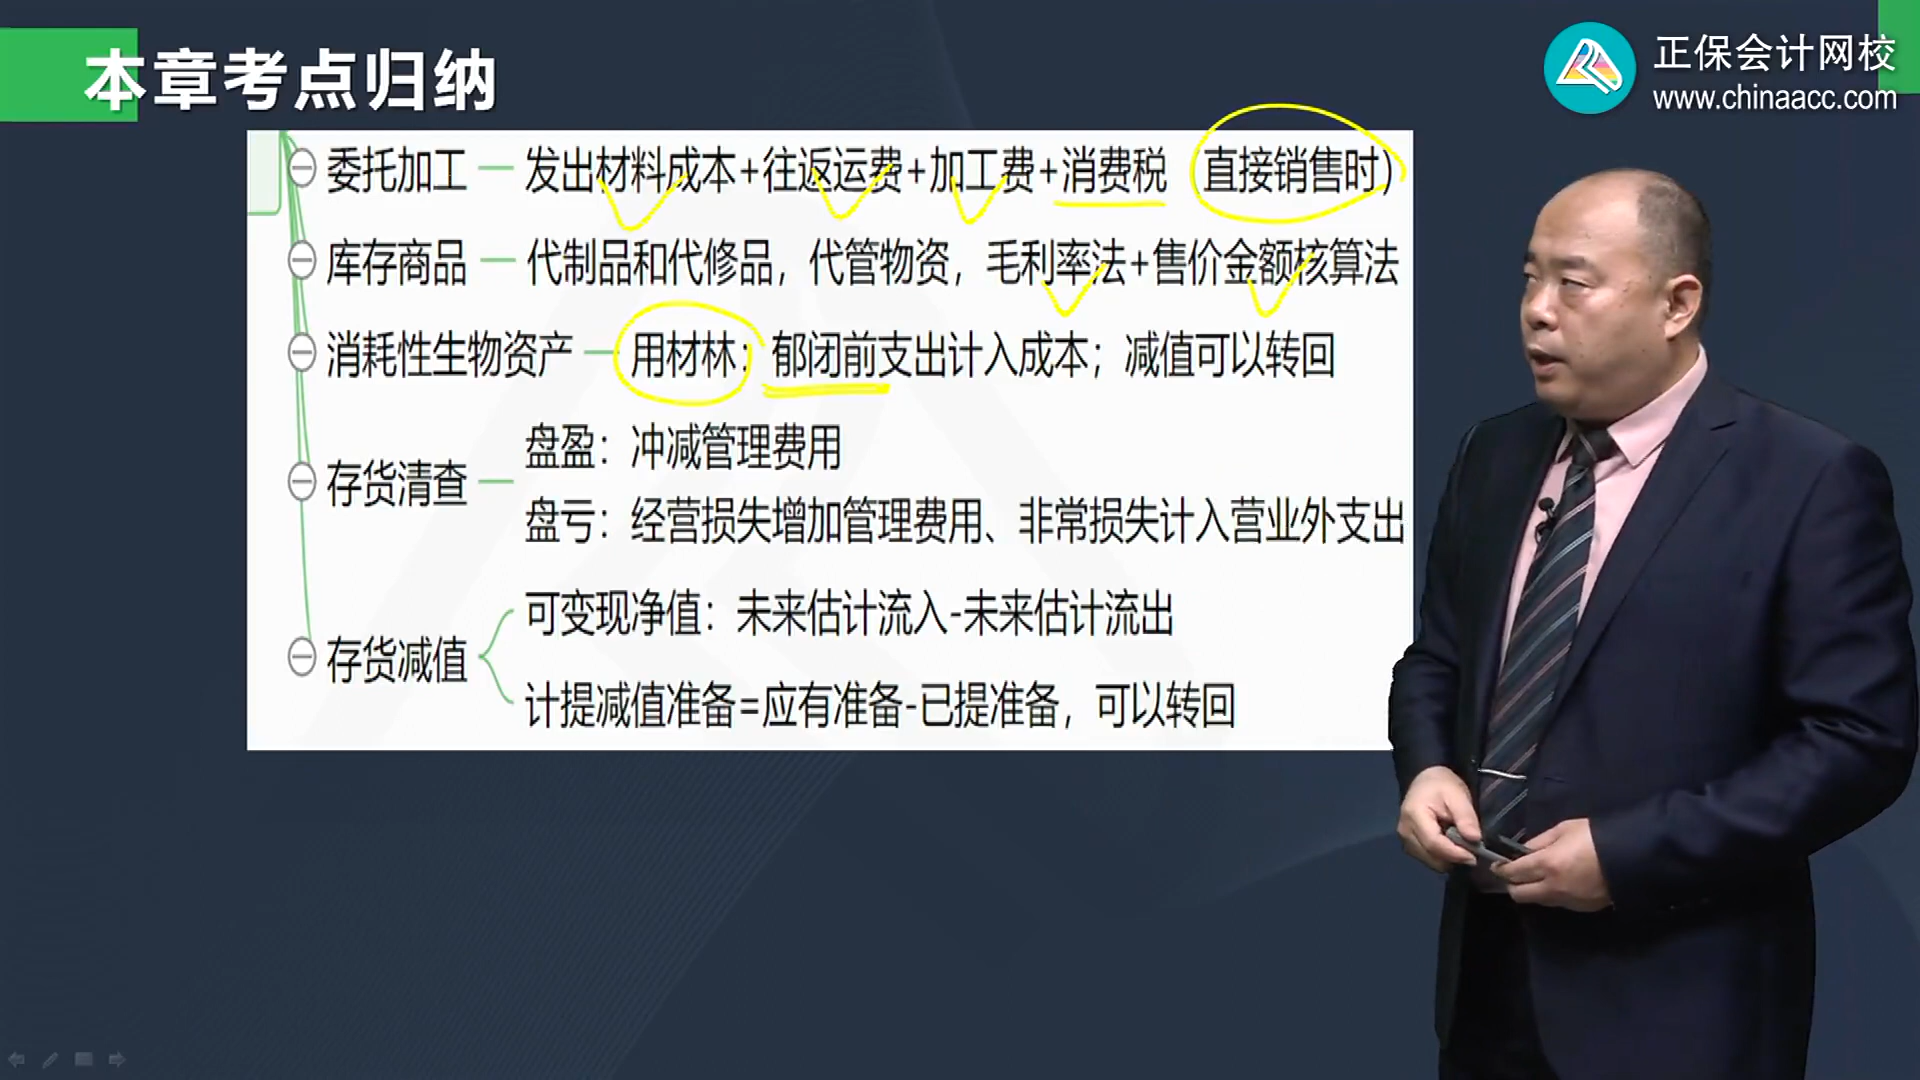 本章考点归纳
正保会计网校
www.chinaacc.com
委托加工 发出材料成本+往返运费+加工费+消费税（直接销售时）
库存商品 代制品和代修品，代管物资，毛利率法+售价金额核算法
消耗性生物资产 用材林：郁闭前支出计入成本；减值可以转回
存货清查
盘盈：冲减管理费用
盘亏：经营损失增加管理费用、非常损失计入营业外支出
存货减值
可变现净值：未来估计流入-未来估计流出
计提减值准备=应有准备-已提准备，可以转回